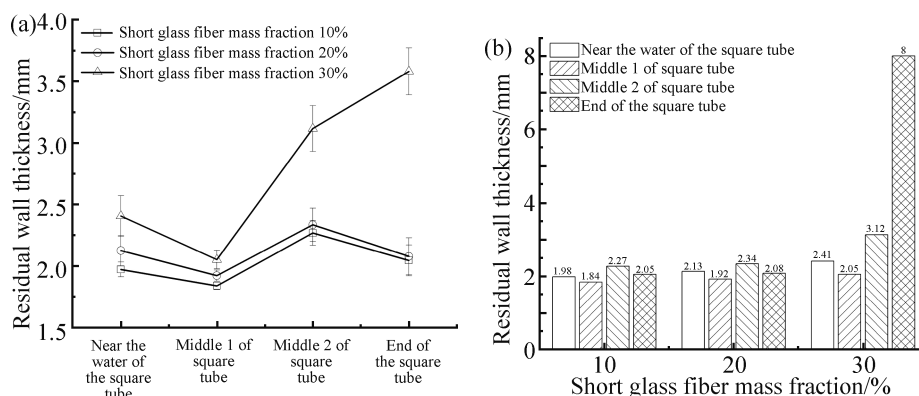 (a)
4.0
3.5
3.0
2.5
2.0
1.5
Residual wall thickness/mm
Short glass fiber mass fraction 10%
Short glass fiber mass fraction 20%
Short glass fiber mass fraction 30%
Near the
water of
the square
tube
Middle 1 of
square
tube
Middle 2 of
square
tube
End of
the square
tube
(b)
8
6
4
2
0
Residual wall thickness/mm
Near the water of the square tube
Middle 1 of square tube
Middle 2 of square tube
End of the square tube
1.98
1.84
2.27
2.05
2.13
1.92
2.34
2.08
2.41
2.05
3.12
8
10
20
30
Short glass fiber mass fraction/%